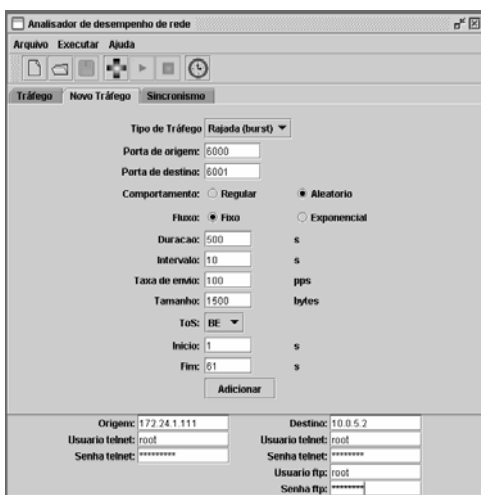 Analisador de desempenho de rede
Arquivo Executar Ajuda
Tráfego Novo Tráfego Sincronismo
Tipo de Tráfego Rajada (burst)
Porta de origem: 6000
Porta de destino: 6001
Comportamento: Regular Aleatorio
Fluxo: Fixo Exponencial
Duracao: 500 s
Intervalo: 10 s
Taxa de envio: 100 pps
Tamanho: 1500 bytes
ToS: BE
Inicio: 1 s
Fim: 61 s
Adicionar
Origem: 172.24.1.111 Destino: 10.0.5.2
Usuario telnet: root Usuario telnet: root
Senha telnet: ********* Senha telnet: *********
Usuario ftp: root
Senha ftp: ********